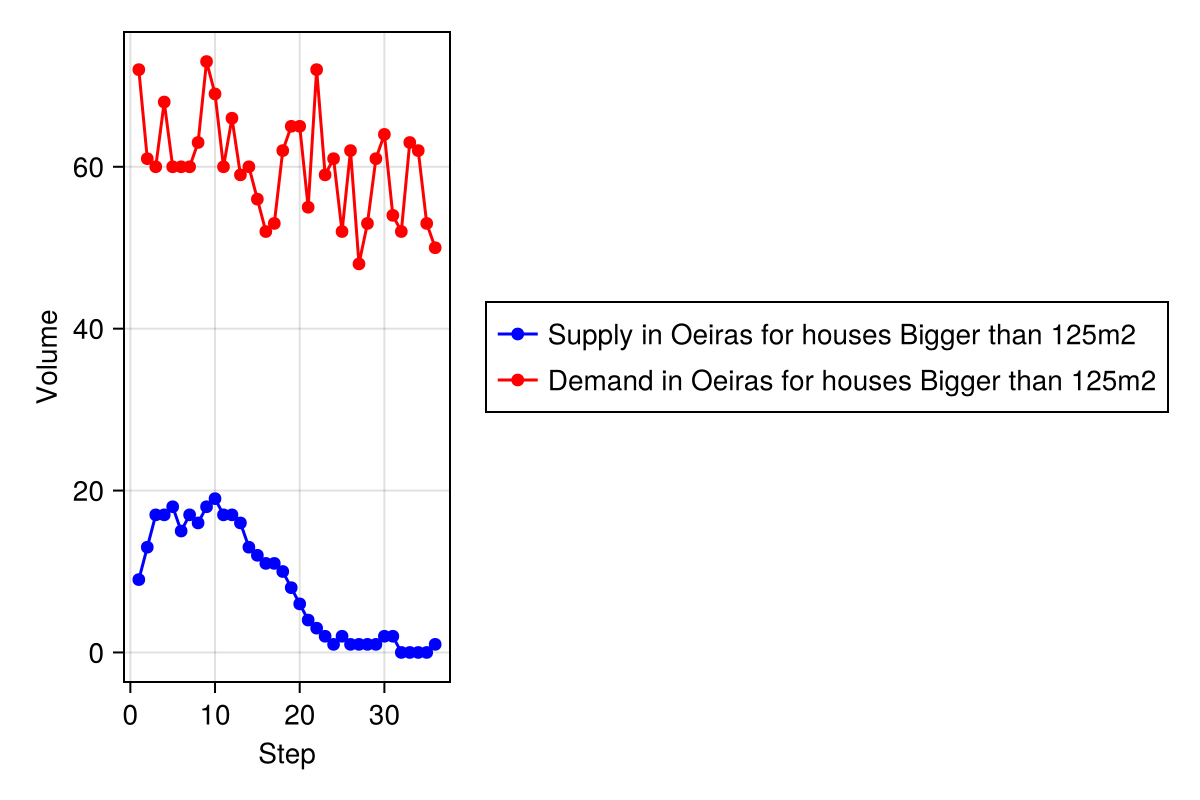 Volume
60
40
20
0
0 10 20 30
Step
Supply in Oeiras for houses Bigger than 125m2
Demand in Oeiras for houses Bigger than 125m2